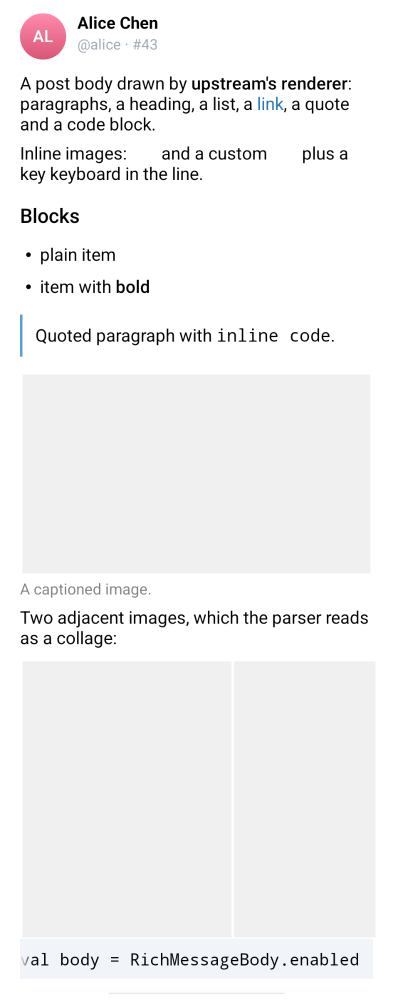 AL
Alice Chen
@alice · #43
A post body drawn by upstream's renderer:
paragraphs, a heading, a list, a link, a quote
and a code block.
Inline images: and a custom plus a
key keyboard in the line.
Blocks
• plain item
• item with bold
Quoted paragraph with inline code.
A captioned image.
Two adjacent images, which the parser reads
as a collage:
val body = RichMessageBody.enabled